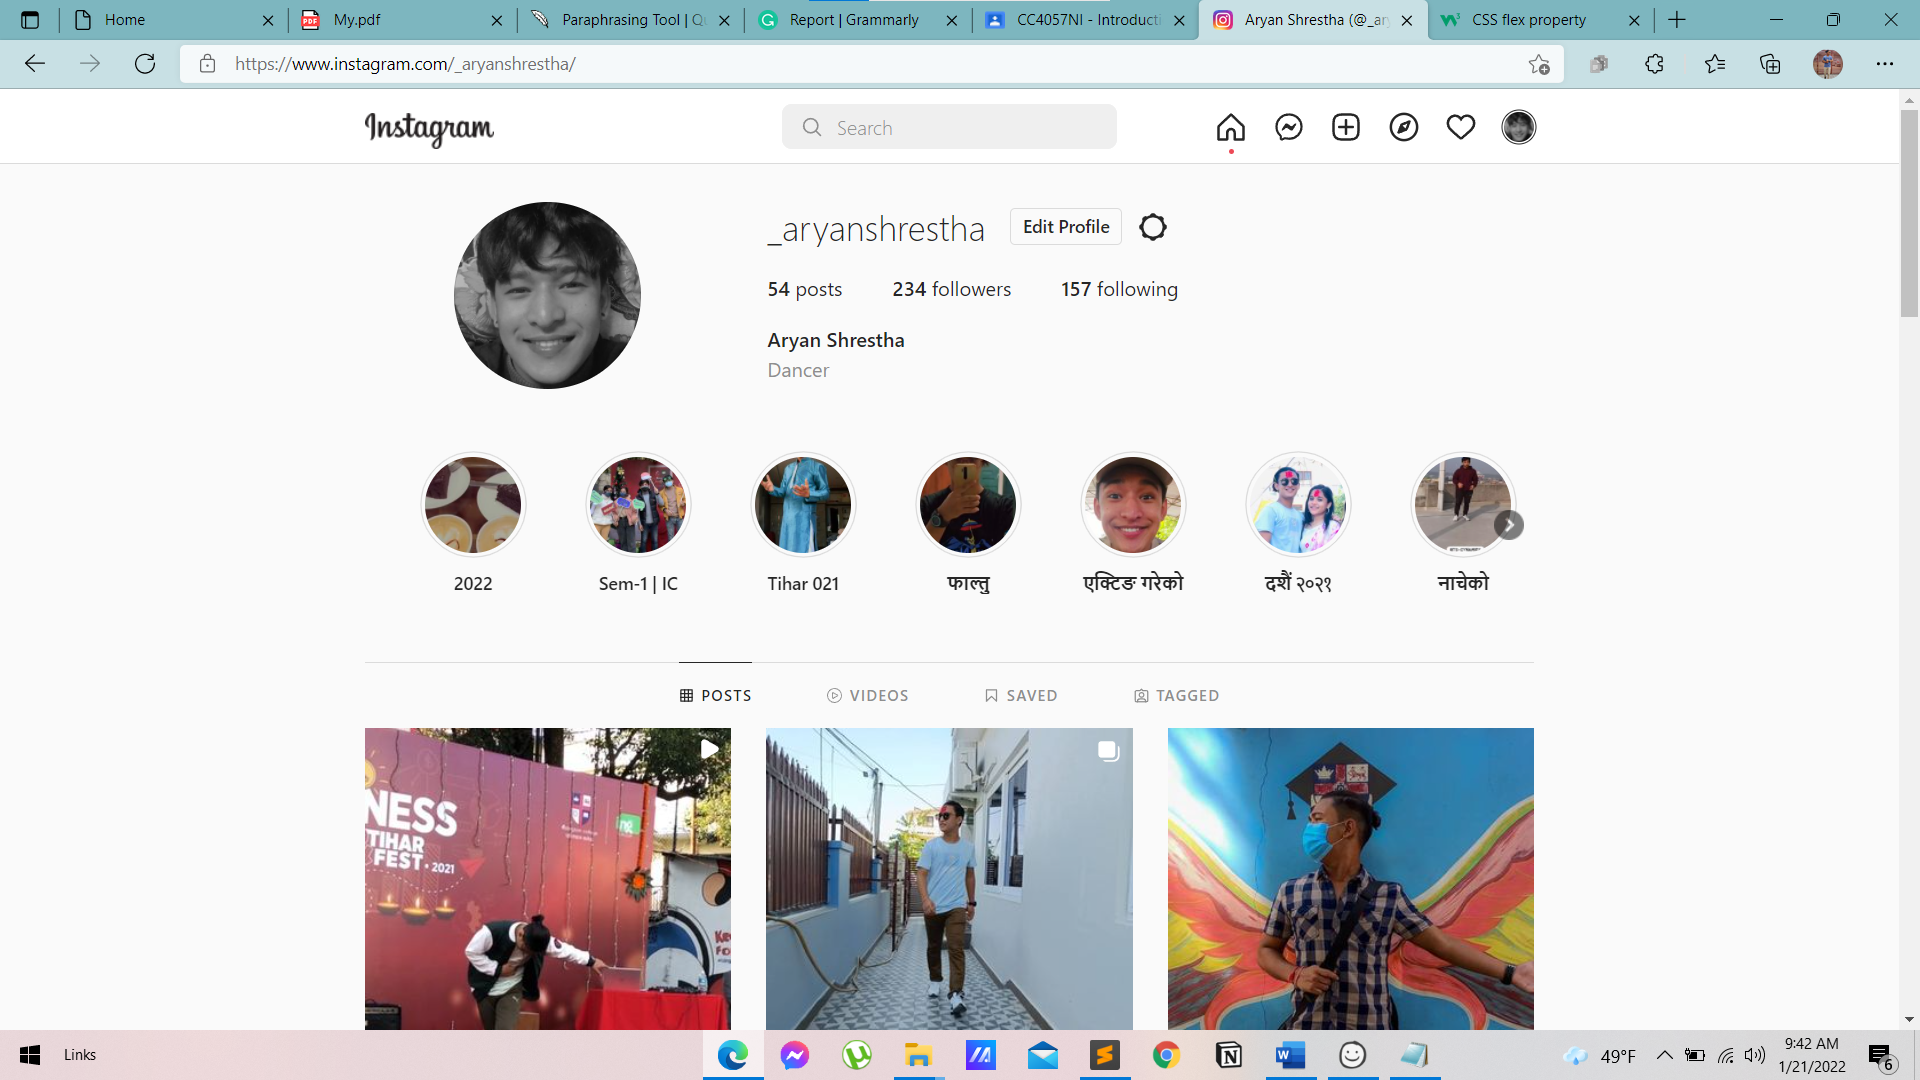 Home
My.pdf
Paraphrasing Tool | Qu
Report | Grammarly
CC4057NI - Introducti
Aryan Shrestha (@_ary
CSS flex property
https://www.instagram.com/_aryanshrestha/
Instagram
Search
_aryanshrestha
Edit Profile
54 posts
234 followers
157 following
Aryan Shrestha
Dancer
2022
Sem-1 | IC
Tihar 021
फाल्तु
एक्टिङ गरेको
दशैं २०२१
नाचेको
POSTS
VIDEOS
SAVED
TAGGED
NESS
TIHAR
FEST • 2021
Links
49°F
9:42 AM
1/21/2022
6